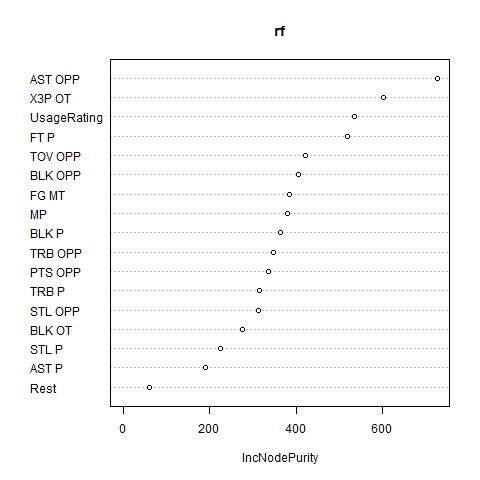 rf
AST OPP
X3P OT
UsageRating
FT P
TOV OPP
BLK OPP
FG MT
MP
BLK P
TRB OPP
PTS OPP
TRB P
STL OPP
BLK OT
STL P
AST P
Rest
0 200 400 600
IncNodePurity